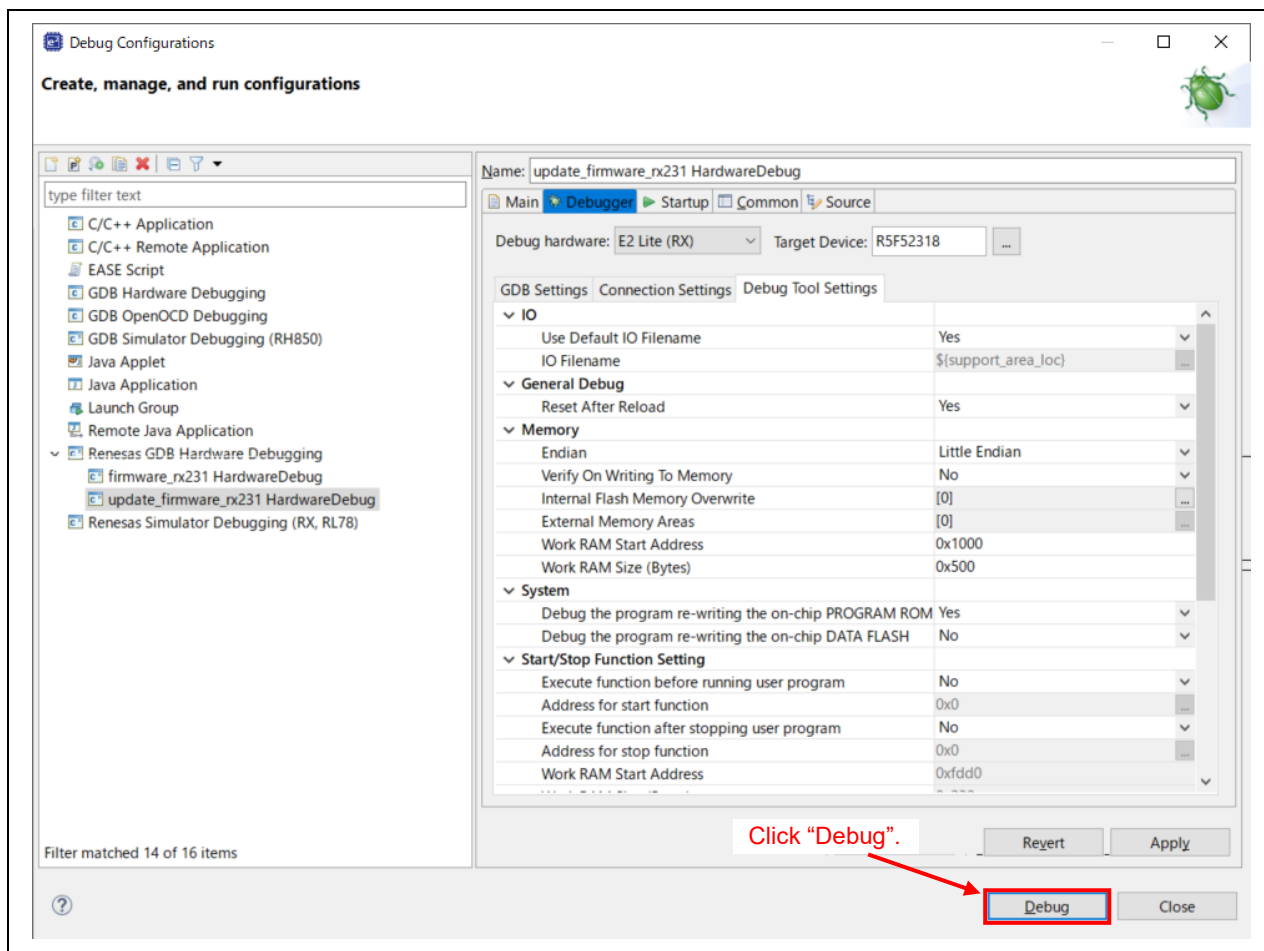 Debug Configurations
Create, manage, and run configurations
type filter text
C/C++ Application
C/C++ Remote Application
EASE Script
GDB Hardware Debugging
GDB OpenOCD Debugging
GDB Simulator Debugging (RH850)
Java Applet
Java Application
Launch Group
Remote Java Application
Renesas GDB Hardware Debugging
firmware_rx231 HardwareDebug
update_firmware_rx231 HardwareDebug
Renesas Simulator Debugging (RX, RL78)
Filter matched 14 of 16 items
Name: update_firmware_rx231 HardwareDebug
Main Debugger Startup Common Source
Debug hardware: E2 Lite (RX) Target Device: R5F52318 ...
GDB Settings Connection Settings Debug Tool Settings
IO
Use Default IO Filename Yes
IO Filename ${support_area_loc} ...
General Debug
Reset After Reload Yes
Memory
Endian Little Endian
Verify On Writing To Memory No
Internal Flash Memory Overwrite [0] ...
External Memory Areas [0] ...
Work RAM Start Address 0x1000
Work RAM Size (Bytes) 0x500
System
Debug the program re-writing the on-chip PROGRAM ROM Yes
Debug the program re-writing the on-chip DATA FLASH No
Start/Stop Function Setting
Execute function before running user program No
Address for start function 0x0 ...
Execute function after stopping user program No
Address for stop function 0x0 ...
Work RAM Start Address 0xfdd0
Click “Debug”.
Revert Apply
Debug Close